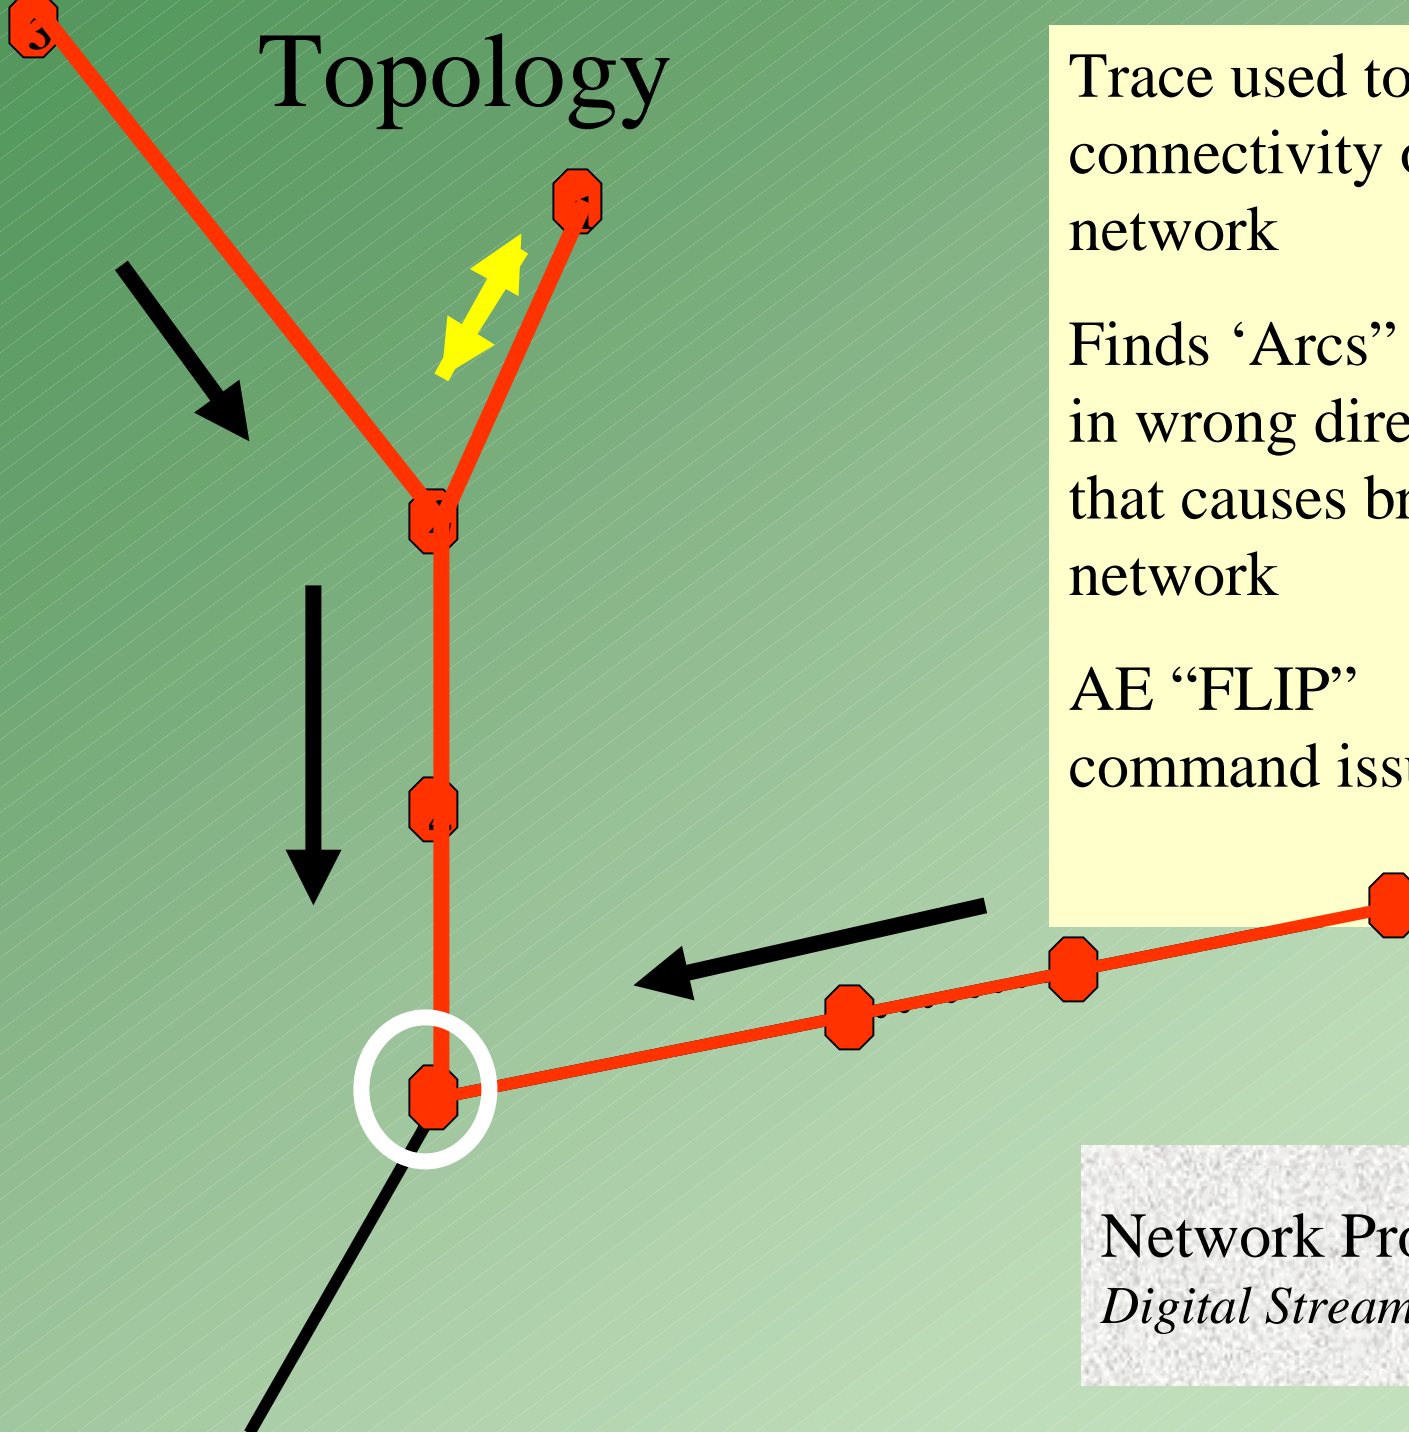 Topology
Trace used to
connectivity
network
Finds ‘Arcs”
in wrong dire
that causes br
network
AE “FLIP”
command iss
Network Pro
Digital Stream
3